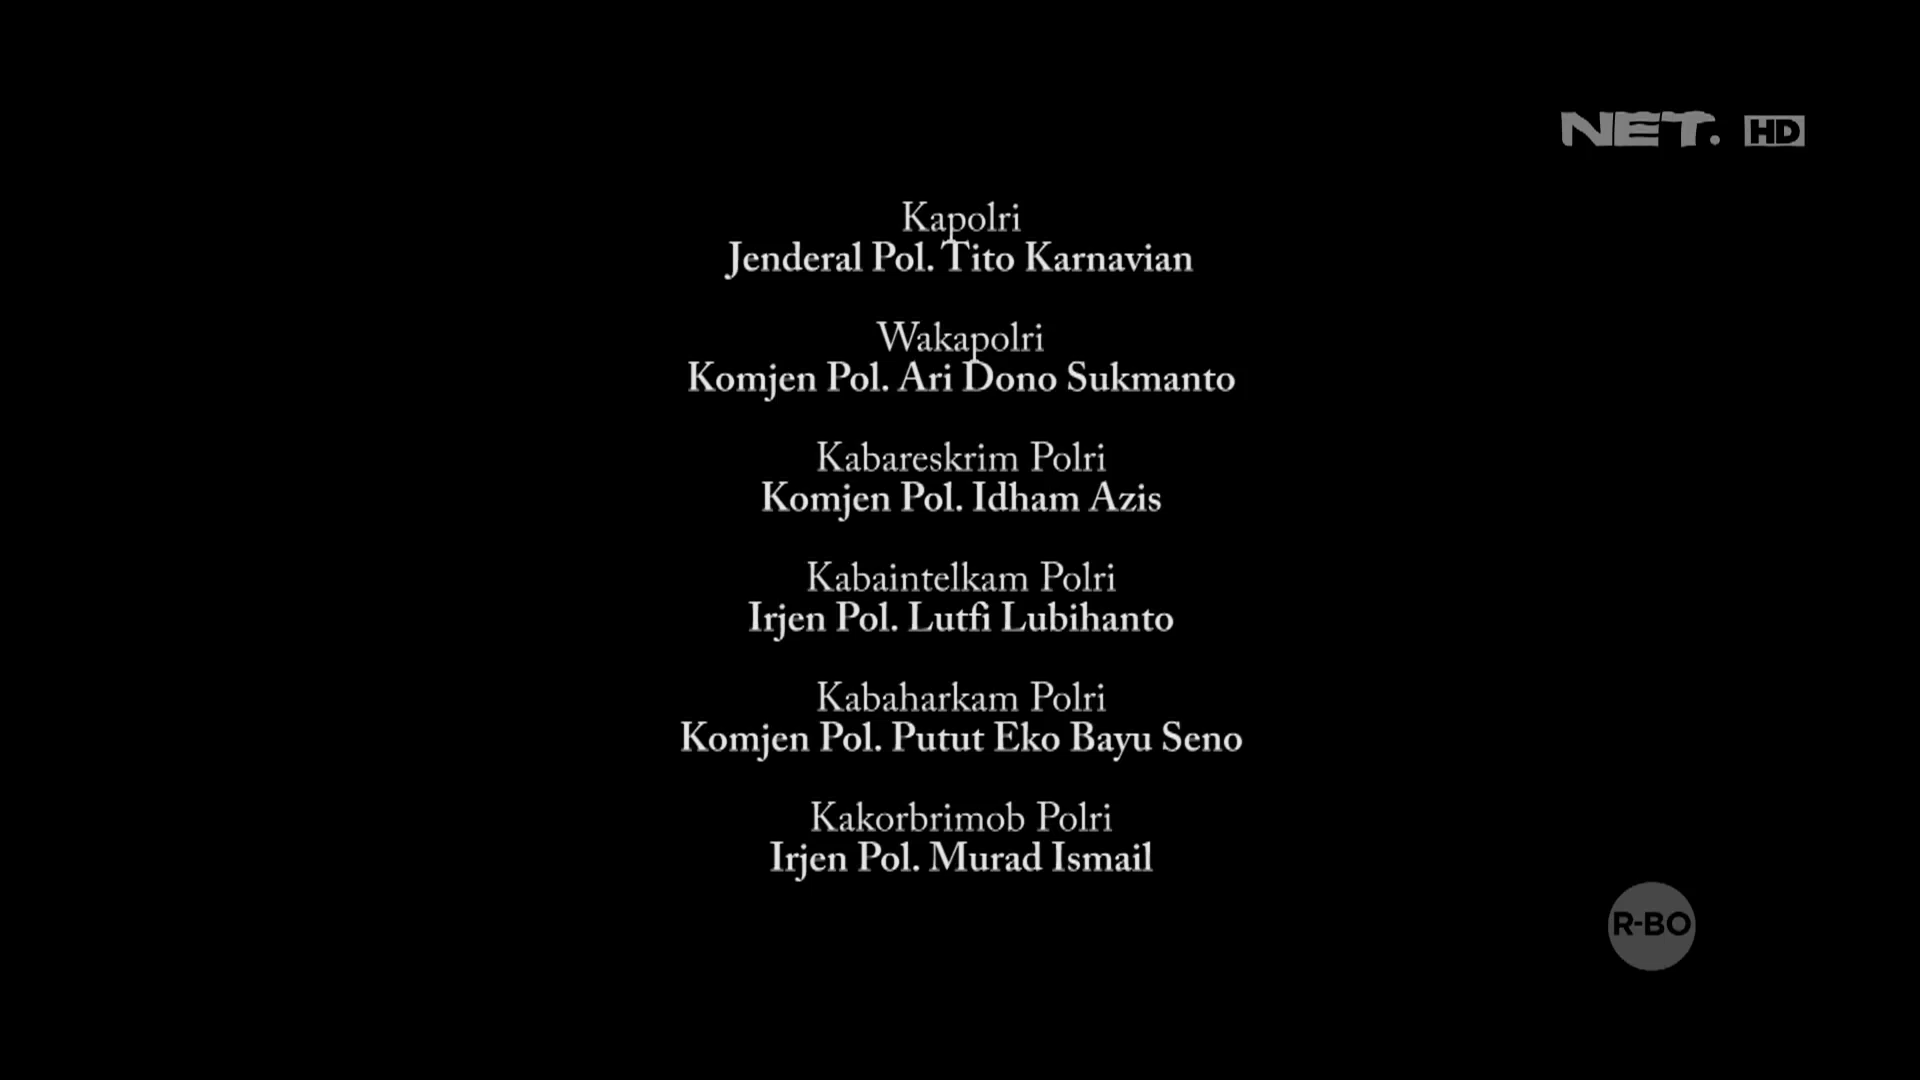 NET. HD
Kapolri
Jenderal Pol. Tito Karnavian
Wakapolri
Komjen Pol. Ari Dono Sukmanto
Kabareskrim Polri
Komjen Pol. Idham Azis
Kabaintelkam Polri
Irjen Pol. Lutfi Lubihanto
Kabaharkam Polri
Komjen Pol. Putut Eko Bayu Seno
Kakorbrimob Polri
Irjen Pol. Murad Ismail
R-BO